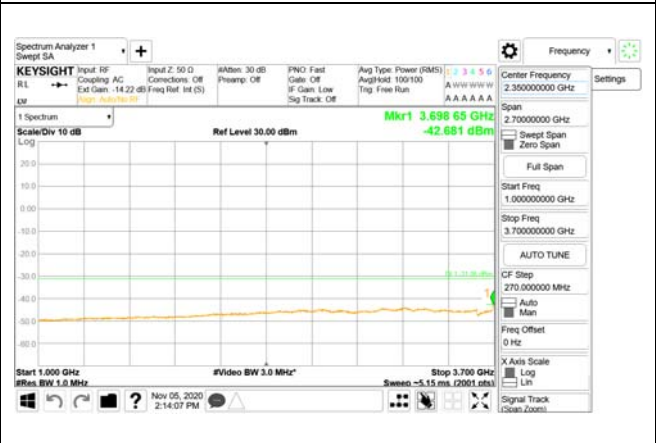 Spectrum Analyzer 1
Swept SA
+
Frequency
KEYSIGHT
RL
Input: RF
Coupling: AC
Ext Gain: -14.22 dB
Align: Auto/No RF
Input Z: 50 Ω
Corrections: Off
Freq Ref: Int (S)
#Atten: 30 dB
Preamp: Off
PNO: Fast
Gate: Off
IF Gain: Low
Sig Track: Off
Avg Type: Power (RMS)
Avg|Hold: 100/100
Trig: Free Run
1 2 3 4 5 6
A W W W W W
A A A A A A
1 Spectrum
Scale/Div 10 dB
Log
Ref Level 30.00 dBm
Mkr1 3.698 65 GHz
-42.681 dBm
20.0
10.0
0.00
-10.0
-20.0
-30.0
-40.0
-50.0
-60.0
1
Start 1.000 GHz
#Res BW 1.0 MHz
#Video BW 3.0 MHz*
Stop 3.700 GHz
Sweep ~5.15 ms (2001 pts)
Center Frequency
2.350000000 GHz
Settings
Span
2.70000000 GHz
Swept Span
Zero Span
Full Span
Start Freq
1.000000000 GHz
Stop Freq
3.700000000 GHz
AUTO TUNE
CF Step
270.000000 MHz
Auto
Man
Freq Offset
0 Hz
X Axis Scale
Log
Lin
Signal Track
(Span Zoom)
?
Nov 05, 2020
2:14:07 PM